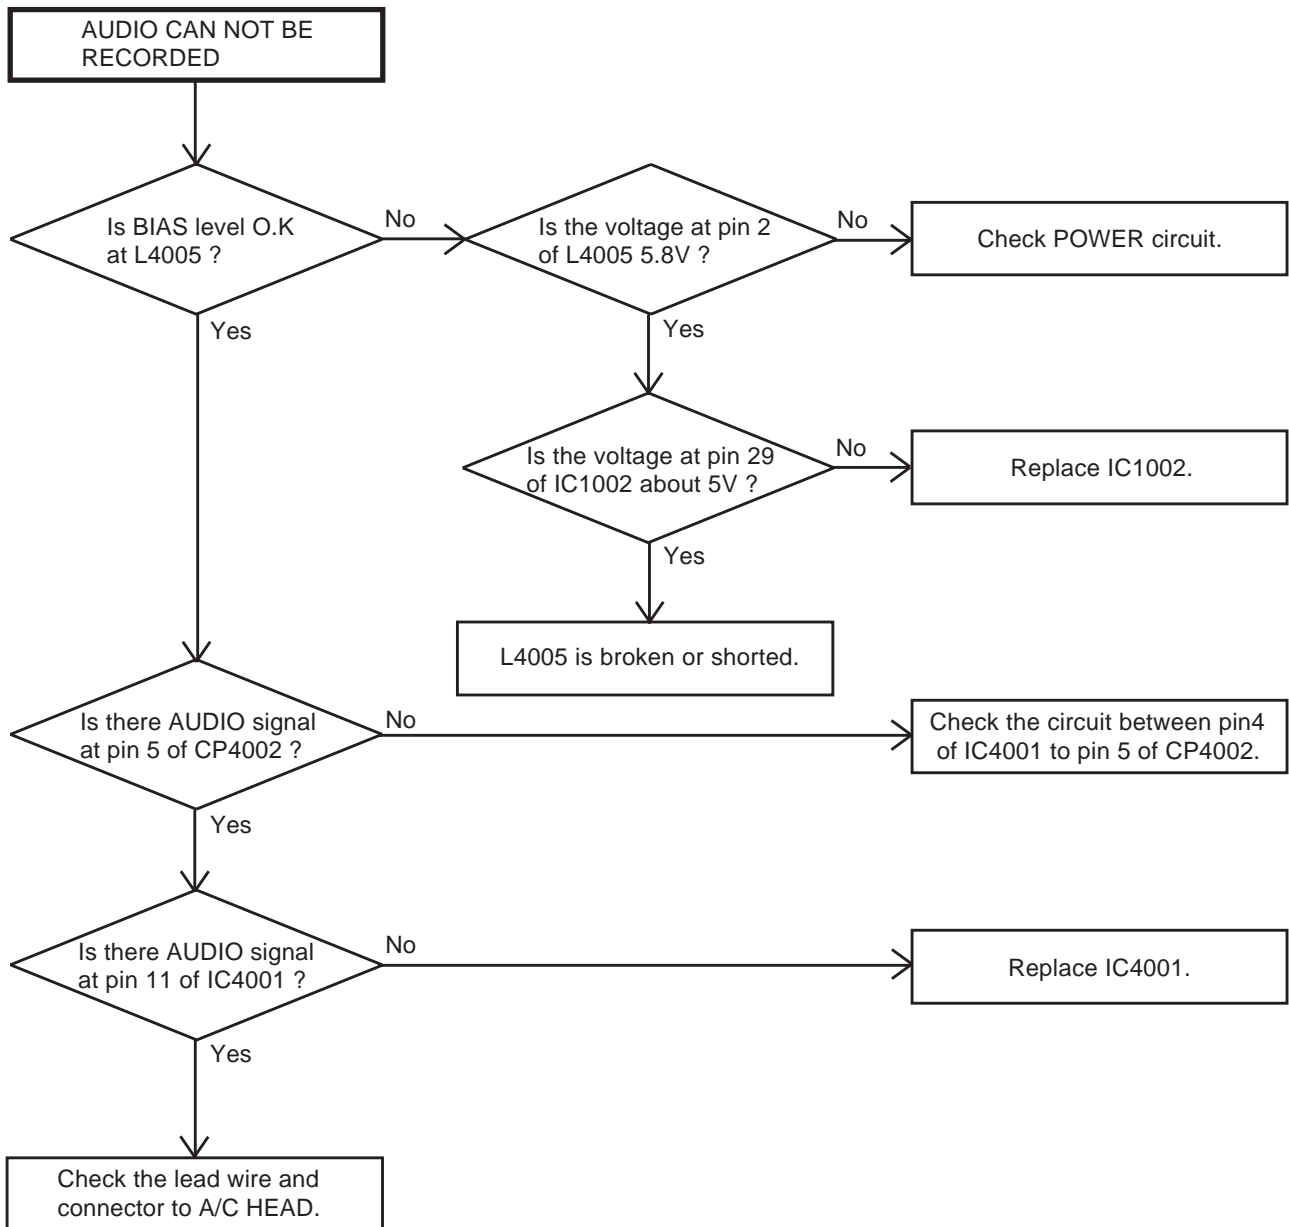 AUDIO CAN NOT BE
RECORDED
Is BIAS level O.K
at L4005 ?
No
Is the voltage at pin 2
of L4005 5.8V ?
No
Check POWER circuit.
Yes
Yes
Is the voltage at pin 29
of IC1002 about 5V ?
No
Replace IC1002.
Yes
L4005 is broken or shorted.
Is there AUDIO signal
at pin 5 of CP4002 ?
No
Check the circuit between pin4
of IC4001 to pin 5 of CP4002.
Yes
Is there AUDIO signal
at pin 11 of IC4001 ?
No
Replace IC4001.
Yes
Check the lead wire and
connector to A/C HEAD.